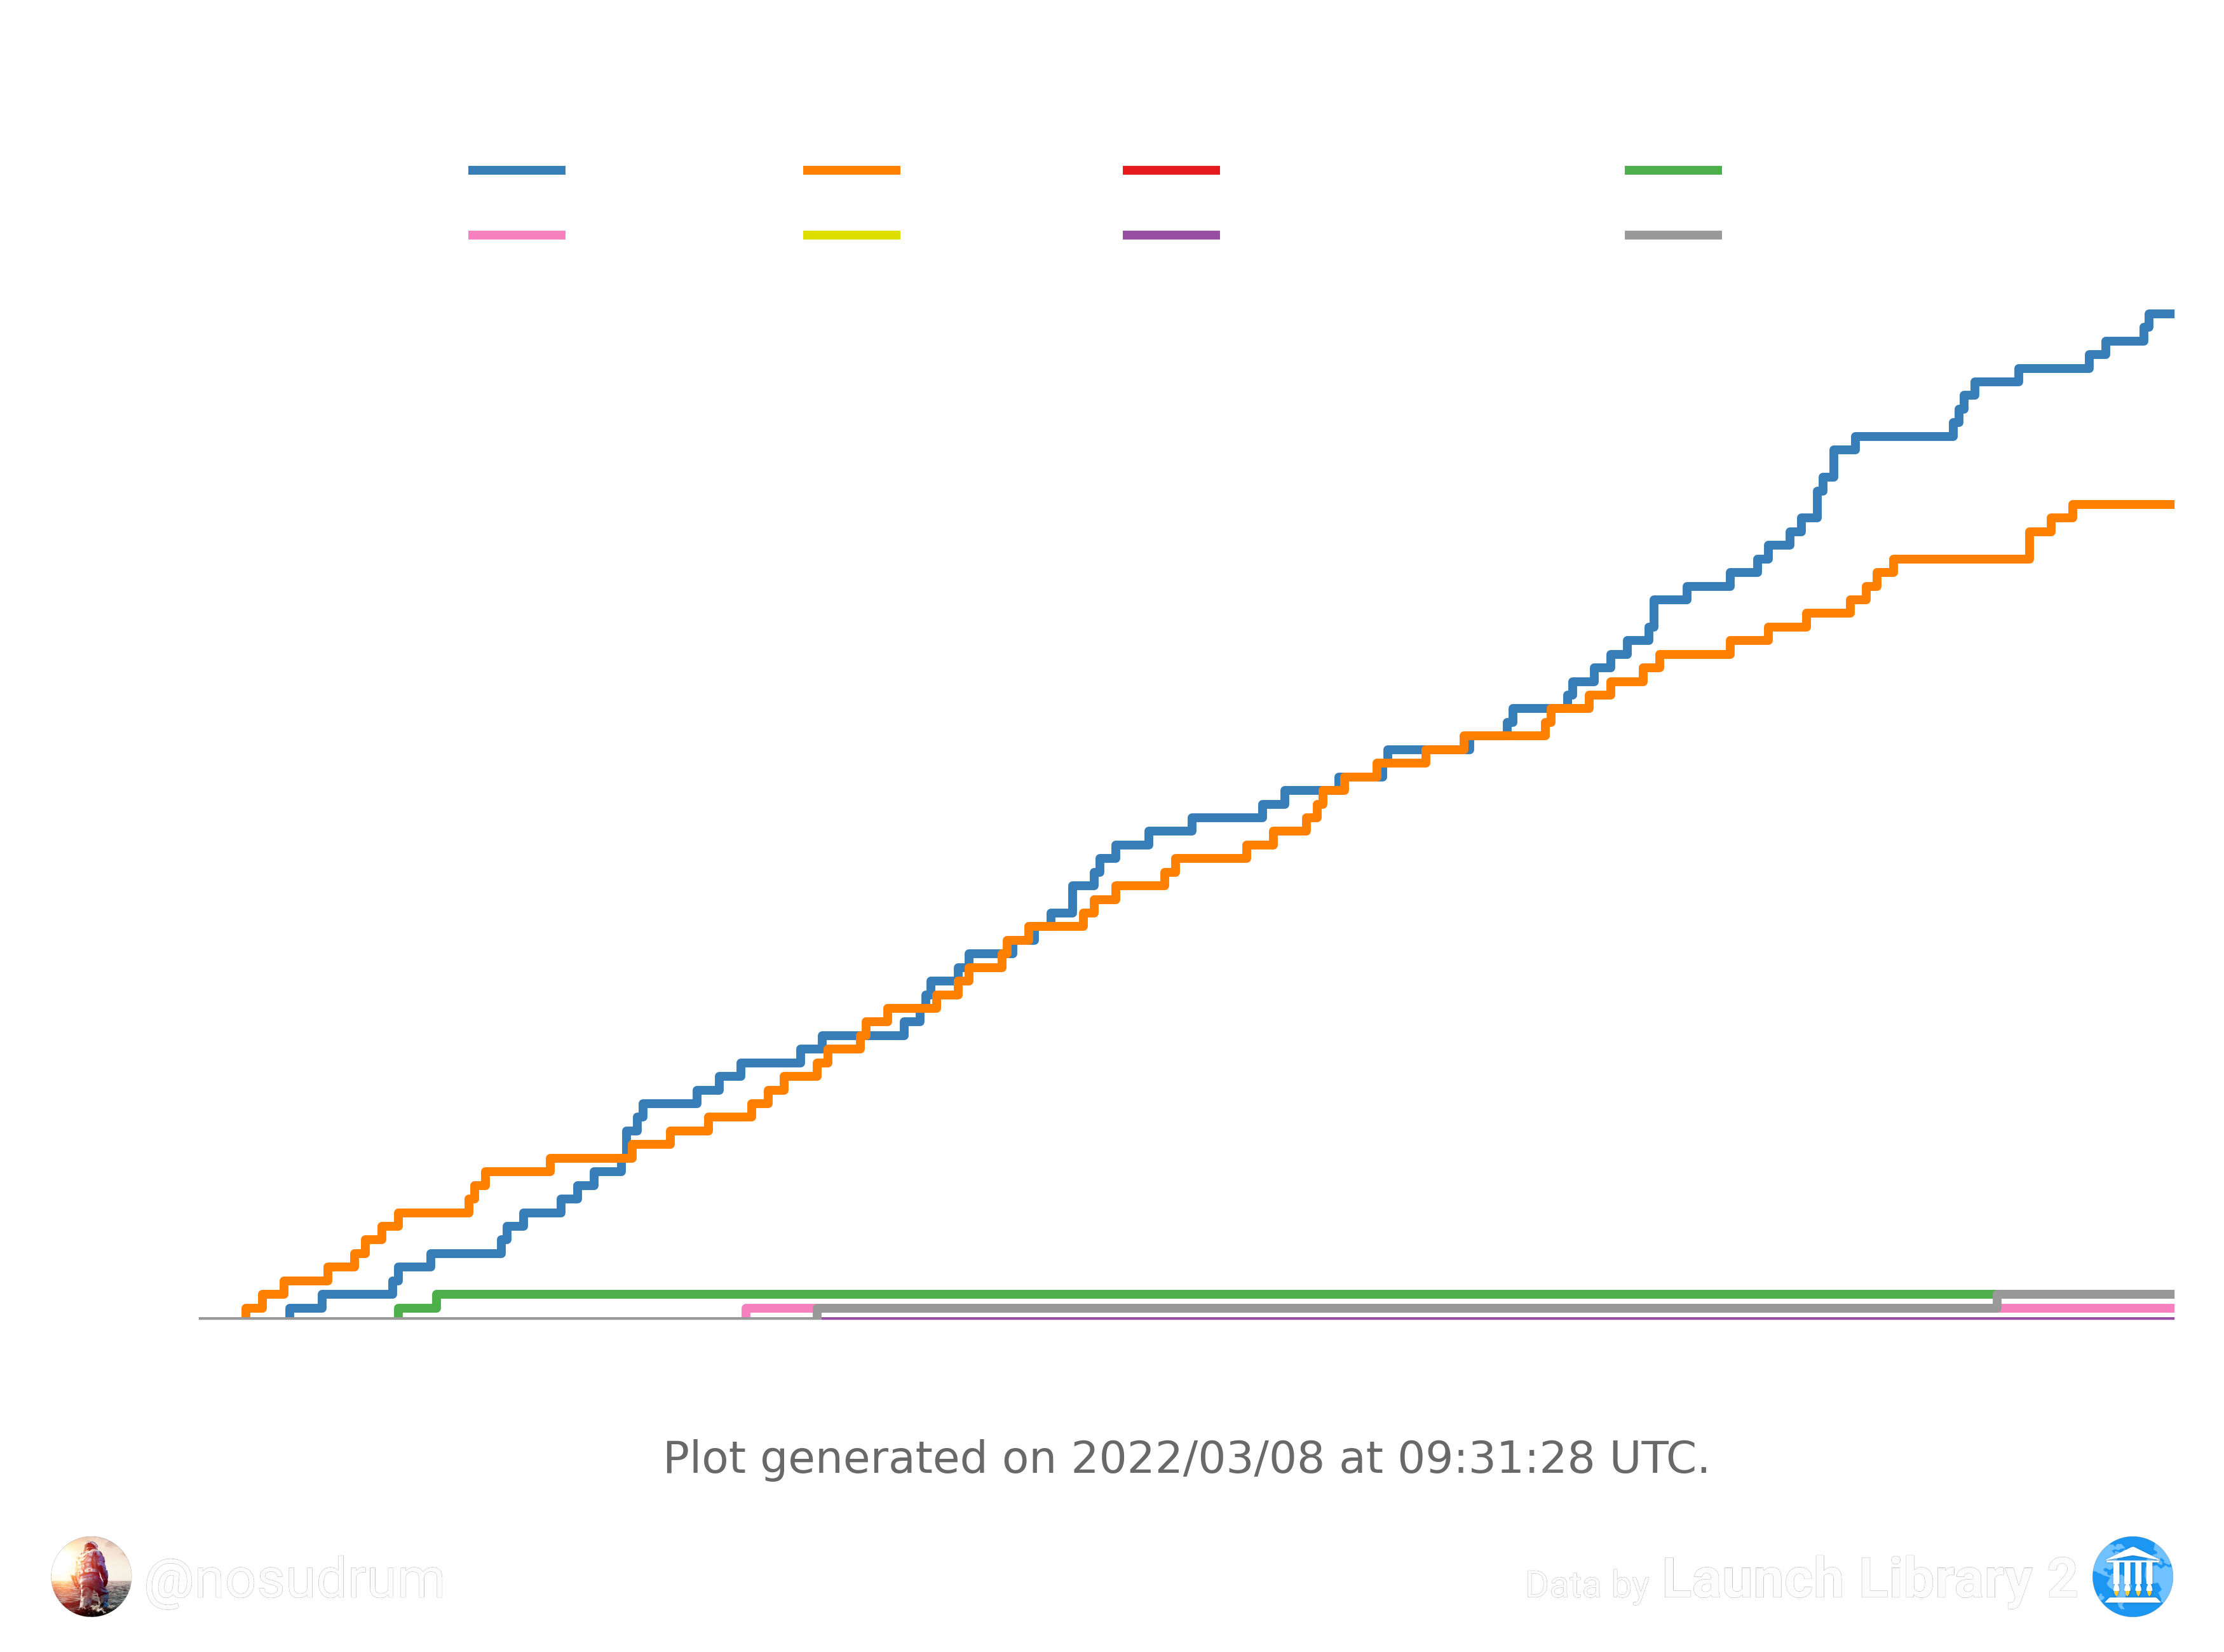 Plot generated on 2022/03/08 at 09:31:28 UTC.
@nosudrum
Data by Launch Library 2